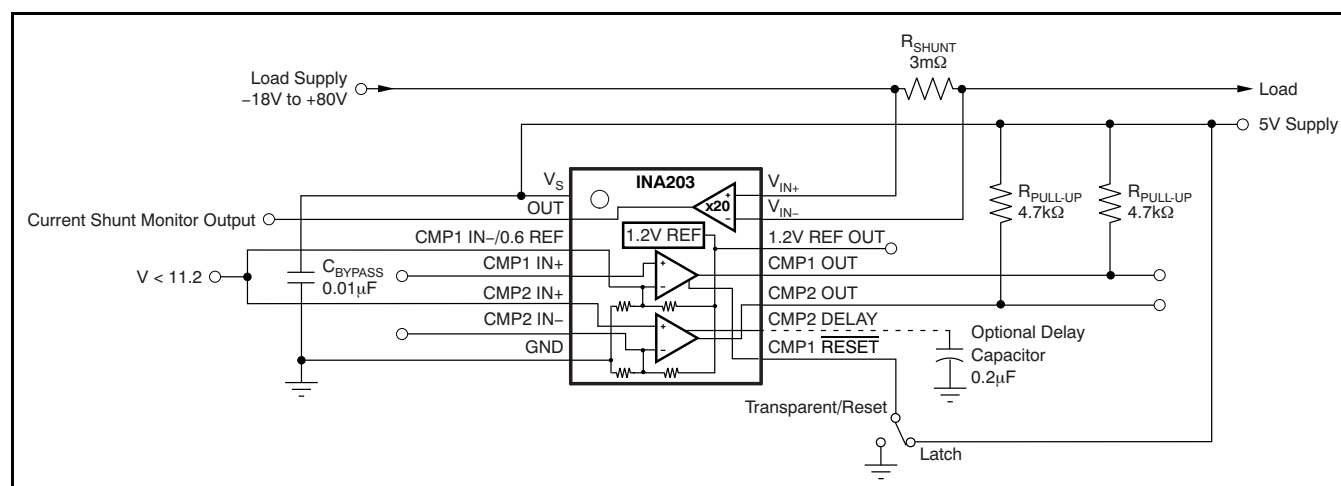 R_SHUNT
3mΩ
Load Supply
−18V to +80V
Load
5V Supply
V_S
INA203
V_IN+
OUT
x20
R_PULL-UP
4.7kΩ
R_PULL-UP
4.7kΩ
V_IN−
Current Shunt Monitor Output
CMP1 IN−/0.6 REF
1.2V REF
1.2V REF OUT
V < 11.2
C_BYPASS
0.01μF
CMP1 IN+
CMP1 OUT
CMP2 IN+
CMP2 OUT
CMP2 IN−
CMP2 DELAY
Optional Delay
Capacitor
0.2μF
GND
CMP1 RESET
Transparent/Reset
Latch